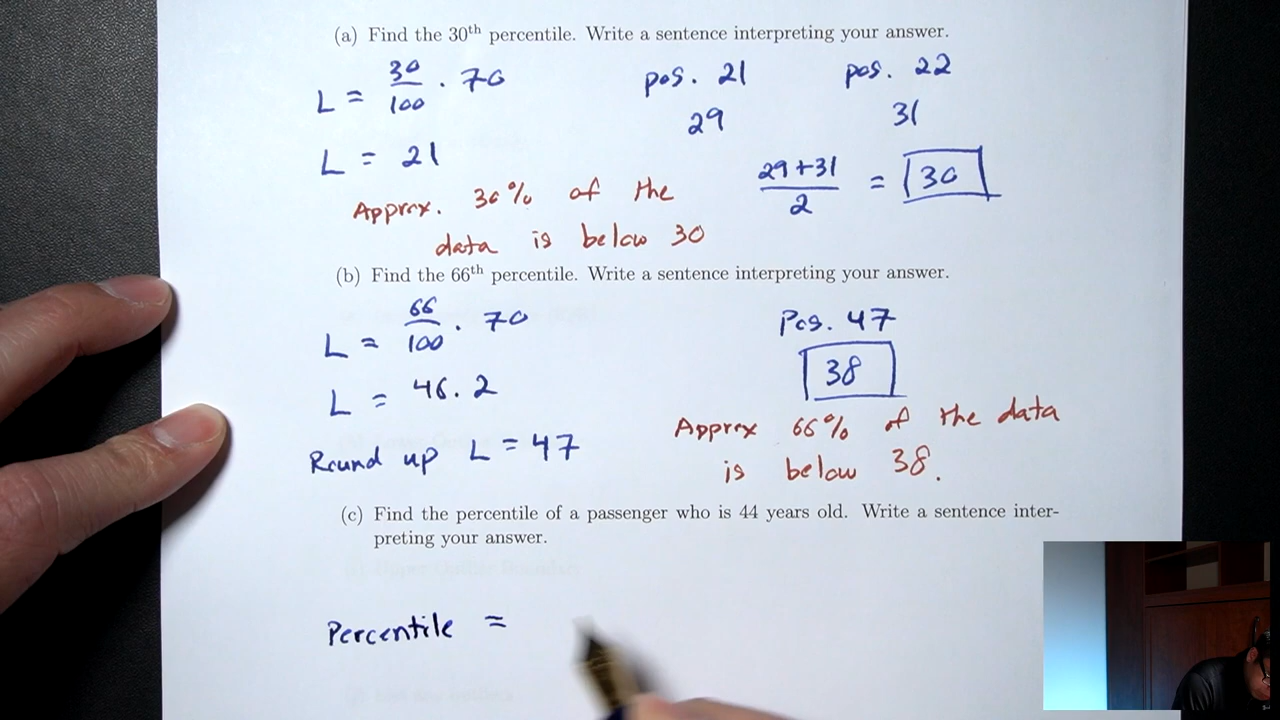 (a) Find the 30th percentile. Write a sentence interpreting your answer.
L = 30/100 · 70
pos. 21
pos. 22
29
31
L = 21
29+31/2 = 30
Approx. 30% of the
data is below 30
(b) Find the 66th percentile. Write a sentence interpreting your answer.
L = 66/100 · 70
Pos. 47
L = 46.2
38
Round up L = 47
Approx 66% of the data
is below 38.
(c) Find the percentile of a passenger who is 44 years old. Write a sentence inter-
preting your answer.
Percentile =